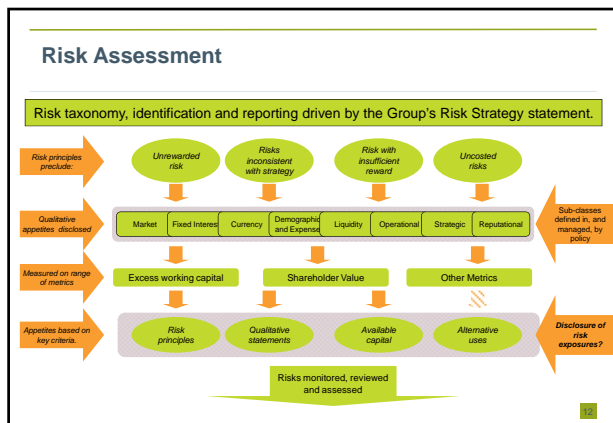 Risk Assessment
Risk taxonomy, identification and reporting driven by the Group's Risk Strategy statement.
Risk principles
preclude:
Unrewarded
risk
Risks
inconsistent
with strategy
Risk with
insufficient
reward
Uncosted
risks
Qualitative
appetites disclosed
Market
Fixed Interest
Currency
Demographic
and Expense
Liquidity
Operational
Strategic
Reputational
Sub-classes
defined in, and
managed, by
policy
Measured on range
of metrics
Excess working capital
Shareholder Value
Other Metrics
Appetites based on
key criteria.
Risk
principles
Qualitative
statements
Available
capital
Alternative
uses
Disclosure of
risk
exposures?
Risks monitored, reviewed
and assessed
12